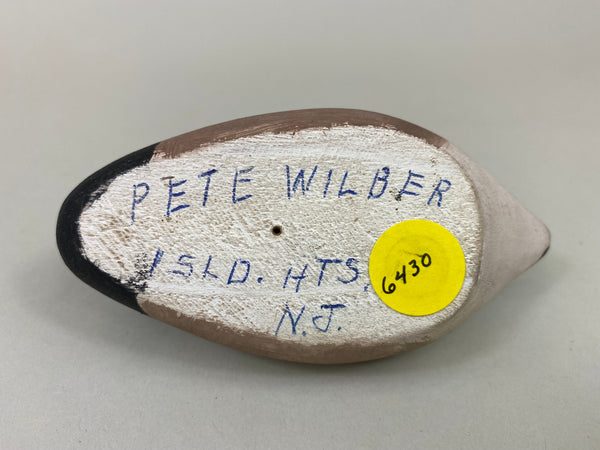 PETE WILBER
ISLD. HTS.
N.J.
6430